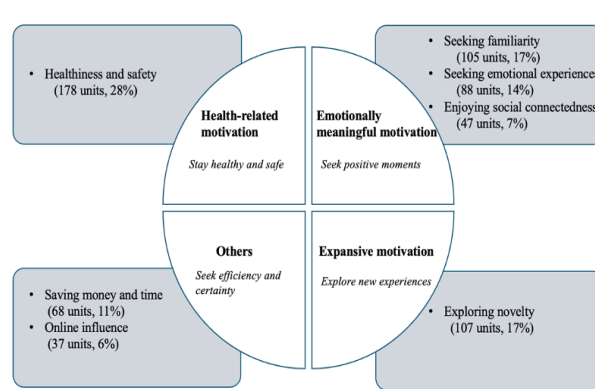 • Healthiness and safety
(178 units, 28%)
• Seeking familiarity
(105 units, 17%)
• Seeking emotional experiences
(88 units, 14%)
• Enjoying social connectedness
(47 units, 7%)
Health-related
motivation
Stay healthy and safe
Emotionally
meaningful motivation
Seek positive moments
Others
Seek efficiency and
certainty
Expansive motivation
Explore new experiences
• Saving money and time
(68 units, 11%)
• Online influence
(37 units, 6%)
• Exploring novelty
(107 units, 17%)